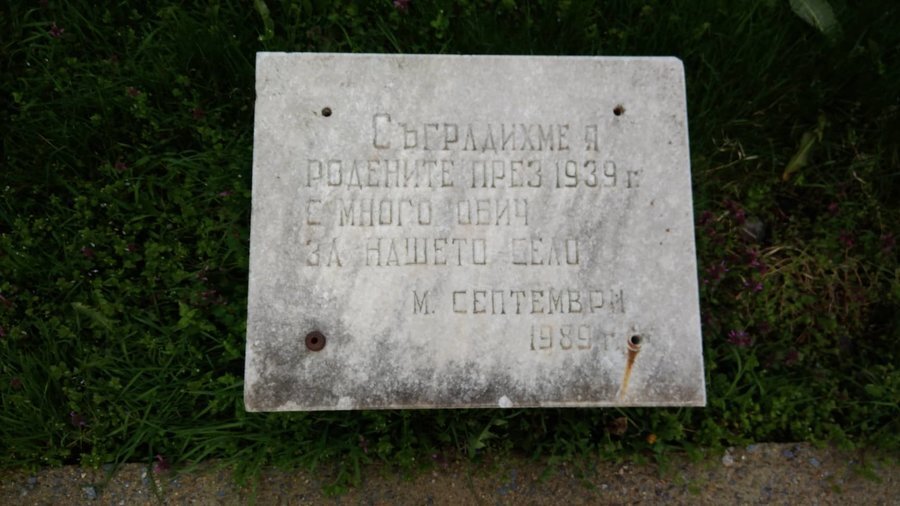 СЪГРАДИХМЕ Я
РОДЕНИТЕ ПРЕЗ 1939 г.
С МНОГО ОБИЧ
ЗА НАШЕТО СЕЛО
М. СЕПТЕМВРИ
1989 г.